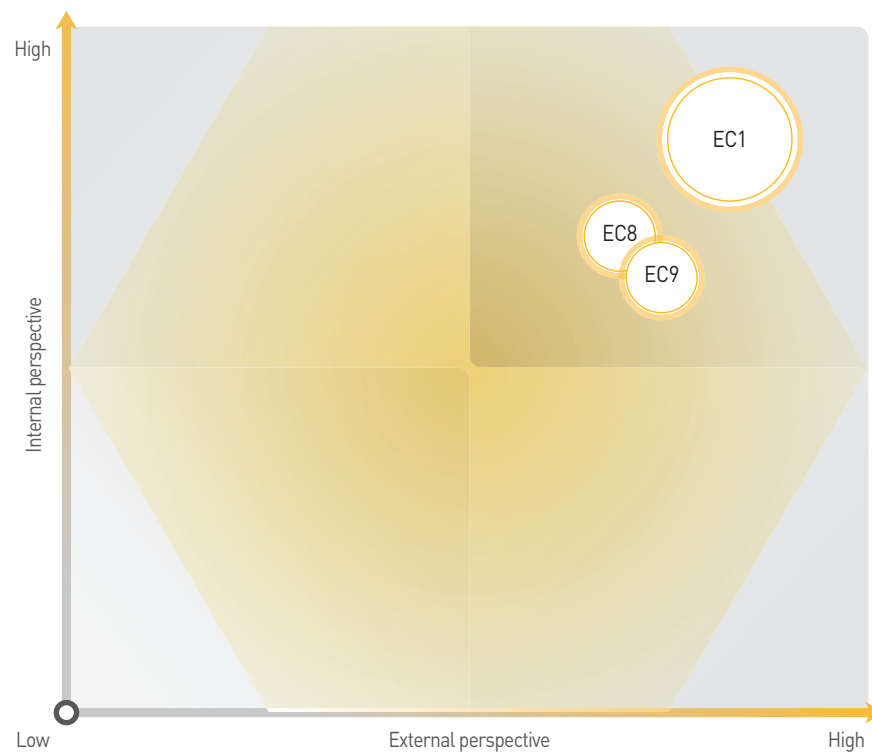 High
EC1
EC8
EC9
Internal perspective
Low
External perspective
High